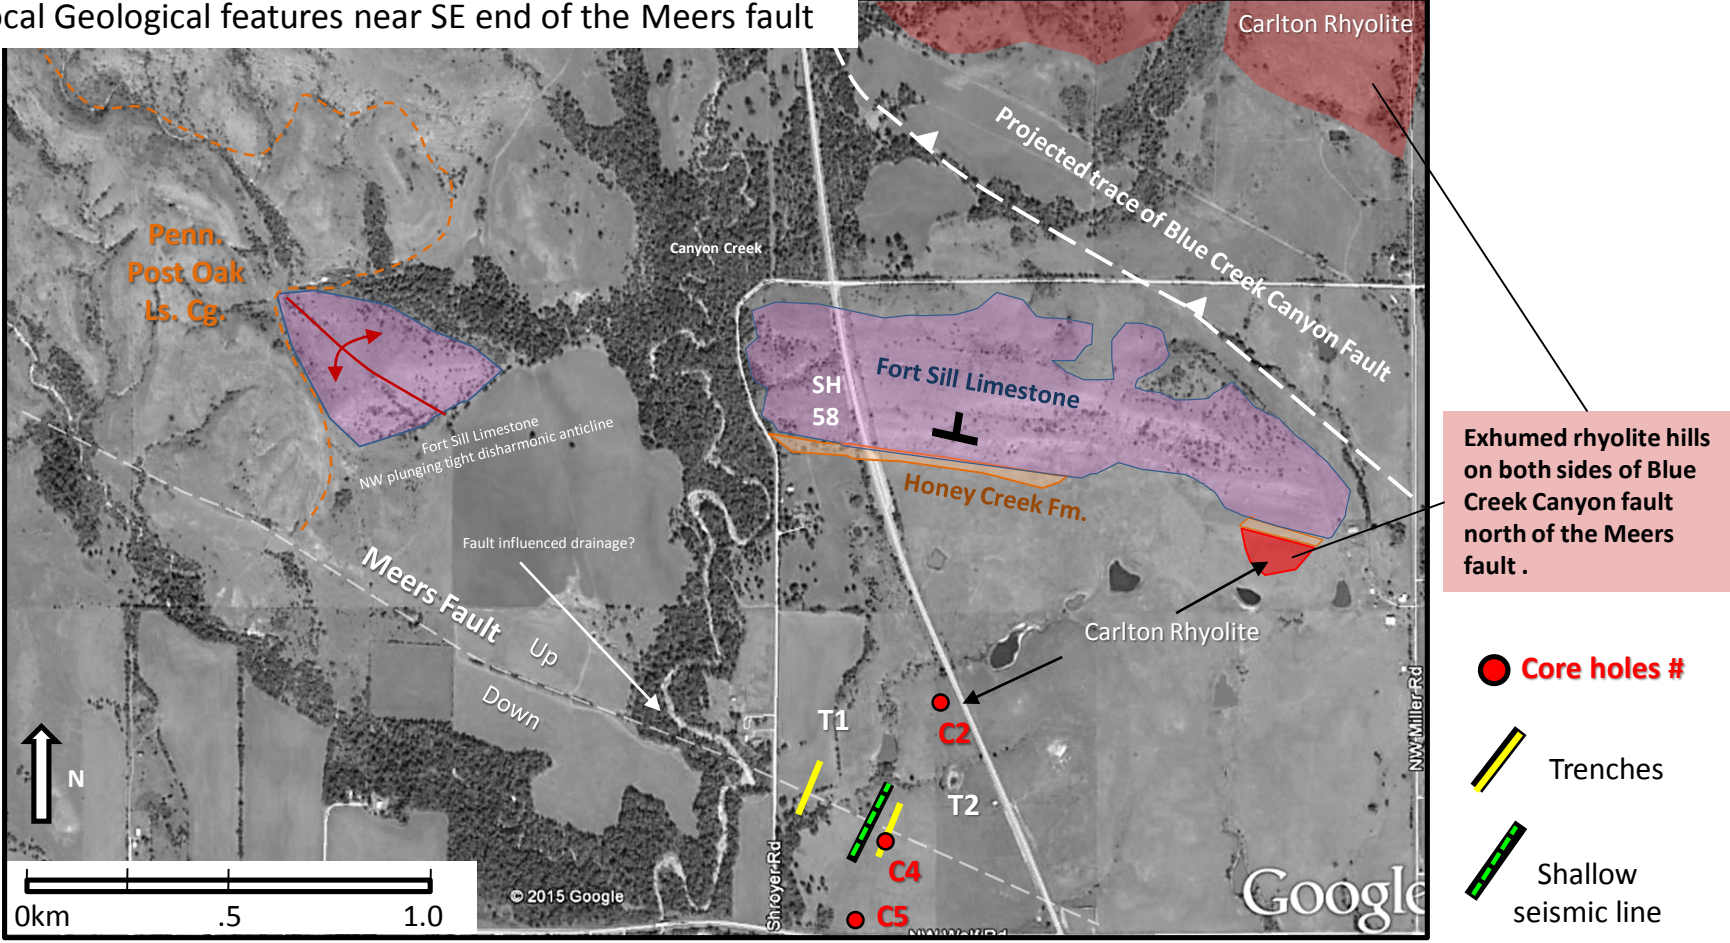 ocal Geological features near SE end of the Meers fault
Carlton Rhyolite
Projected trace of Blue Creek Canyon Fault
Canyon Creek
Penn.
Post Oak
Ls. Cg.
SH
58
Fort Sill Limestone
Honey Creek Fm.
Fort Sill Limestone
NW plunging tight disharmonic anticline
Fault influenced drainage?
Meers Fault
Up
Down
Exhumed rhyolite hills
on both sides of Blue
Creek Canyon fault
north of the Meers
fault .
Carlton Rhyolite
T1
C2
T2
C4
C5
N
0km .5 1.0
© 2015 Google
Shroyer Rd
NW Wolf Rd
NW Miller Rd
Google
Core holes #
Trenches
Shallow
seismic line